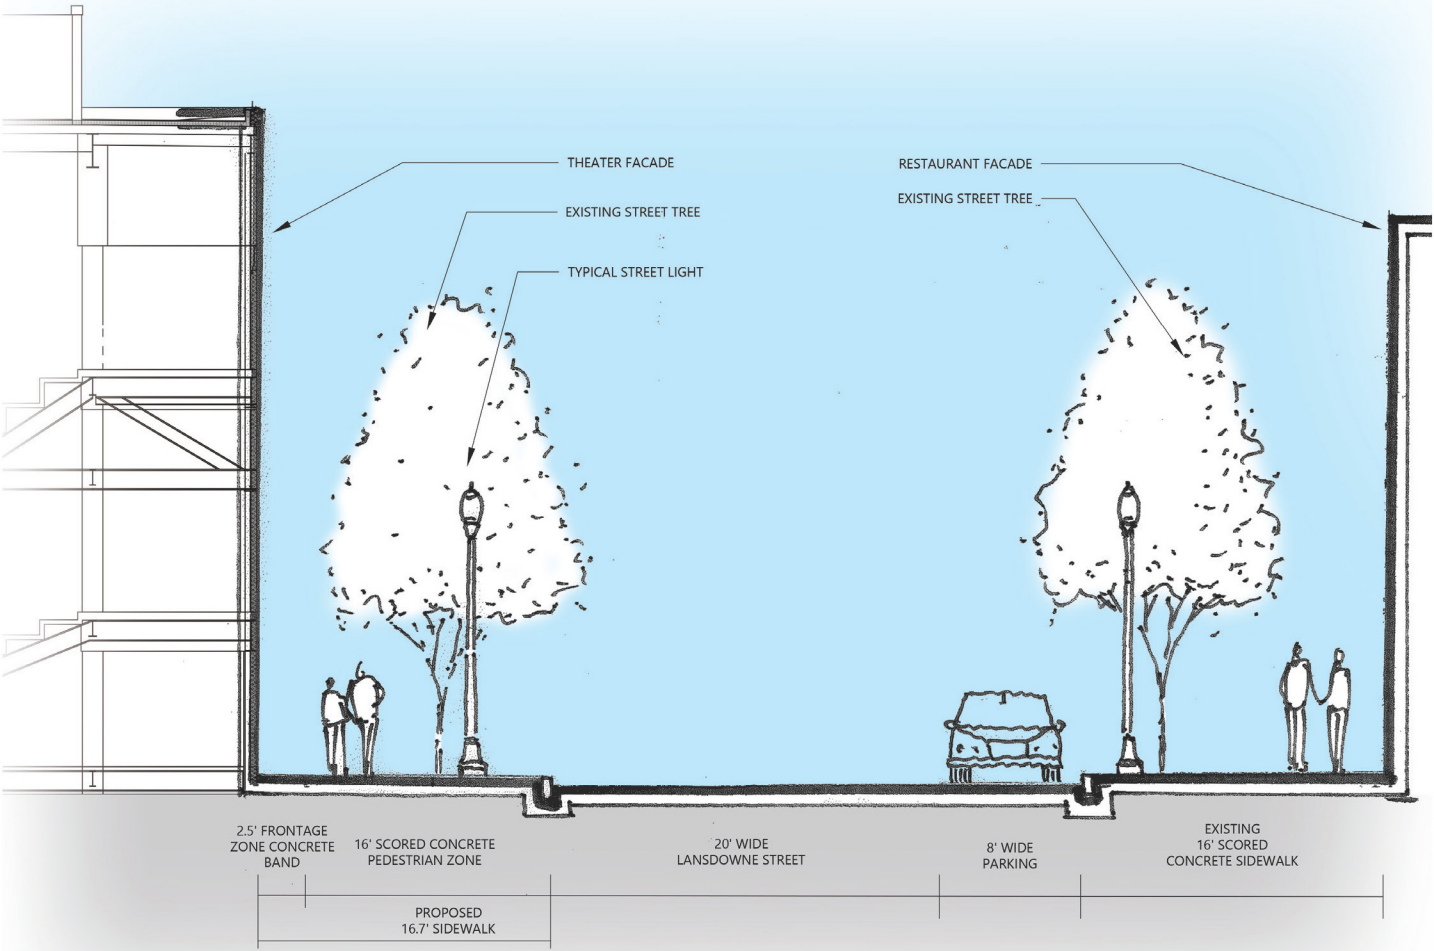 THEATER FACADE
EXISTING STREET TREE
TYPICAL STREET LIGHT
RESTAURANT FACADE
EXISTING STREET TREE
2.5' FRONTAGE
ZONE CONCRETE
BAND
16' SCORED CONCRETE
PEDESTRIAN ZONE
20' WIDE
LANSDOWNE STREET
8' WIDE
PARKING
EXISTING
16' SCORED
CONCRETE SIDEWALK
PROPOSED
16.7' SIDEWALK